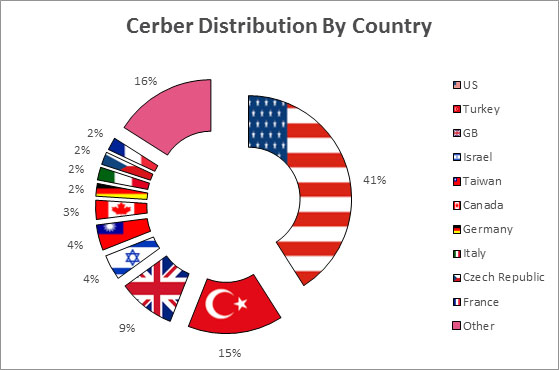 Cerber Distribution By Country
16%
2%
2%
2%
2%
3%
4%
4%
9%
15%
41%
US
Turkey
GB
Israel
Taiwan
Canada
Germany
Italy
Czech Republic
France
Other